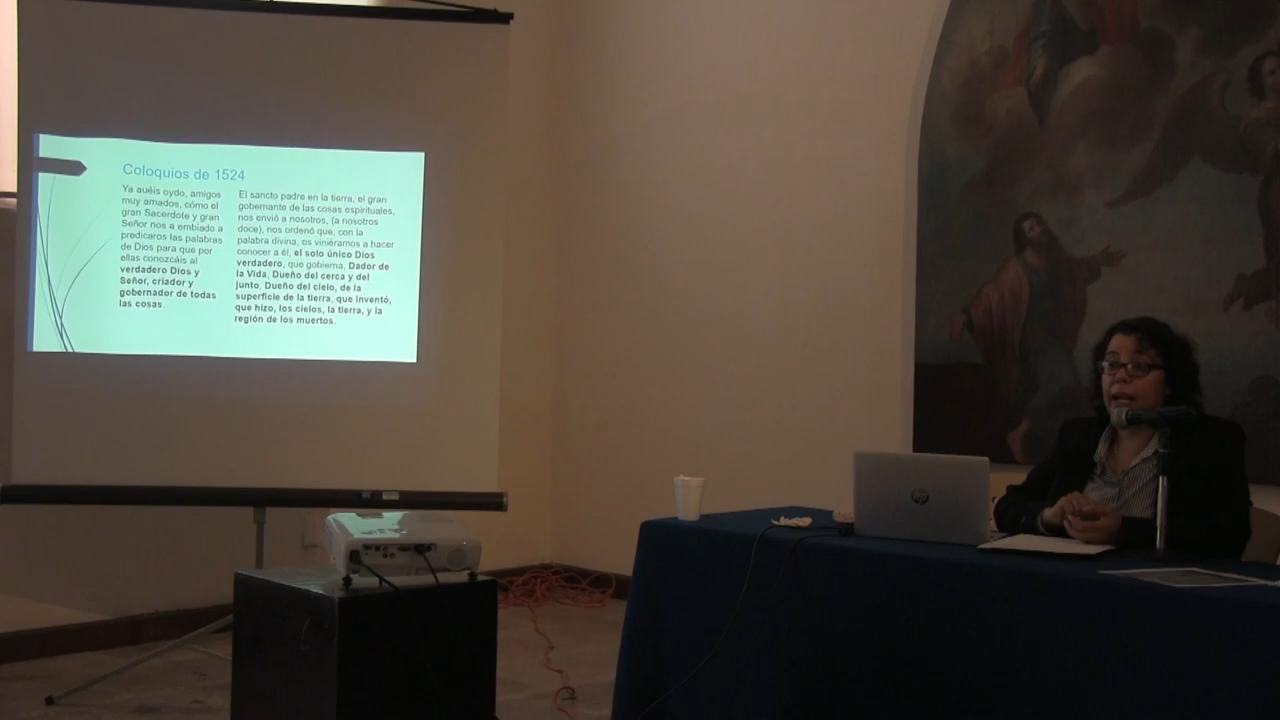 Coloquios de 1524
Ya auéis oydo, amigos
muy amados, cómo el
gran Sacerdote y gran
Señor nos a embiado a
predicaros las palabras
de Dios para que por
ellas conozcáis al
verdadero Dios y
Señor, criador y
gobernador de todas
las cosas.
El sancto padre en la tierra, el gran
gobernante de las cosas espirituales,
nos envió a nosotros, (a nosotros
doce), nos ordenó que, con la
palabra divina, os viniéramos a hacer
conocer a él, el solo único Dios
verdadero, que gobierna, Dador de
la Vida, Dueño del cerca y del
junto, Dueño del cielo, de la
superficie de la tierra, que inventó,
que hizo, los cielos, la tierra, y la
región de los muertos.
hp